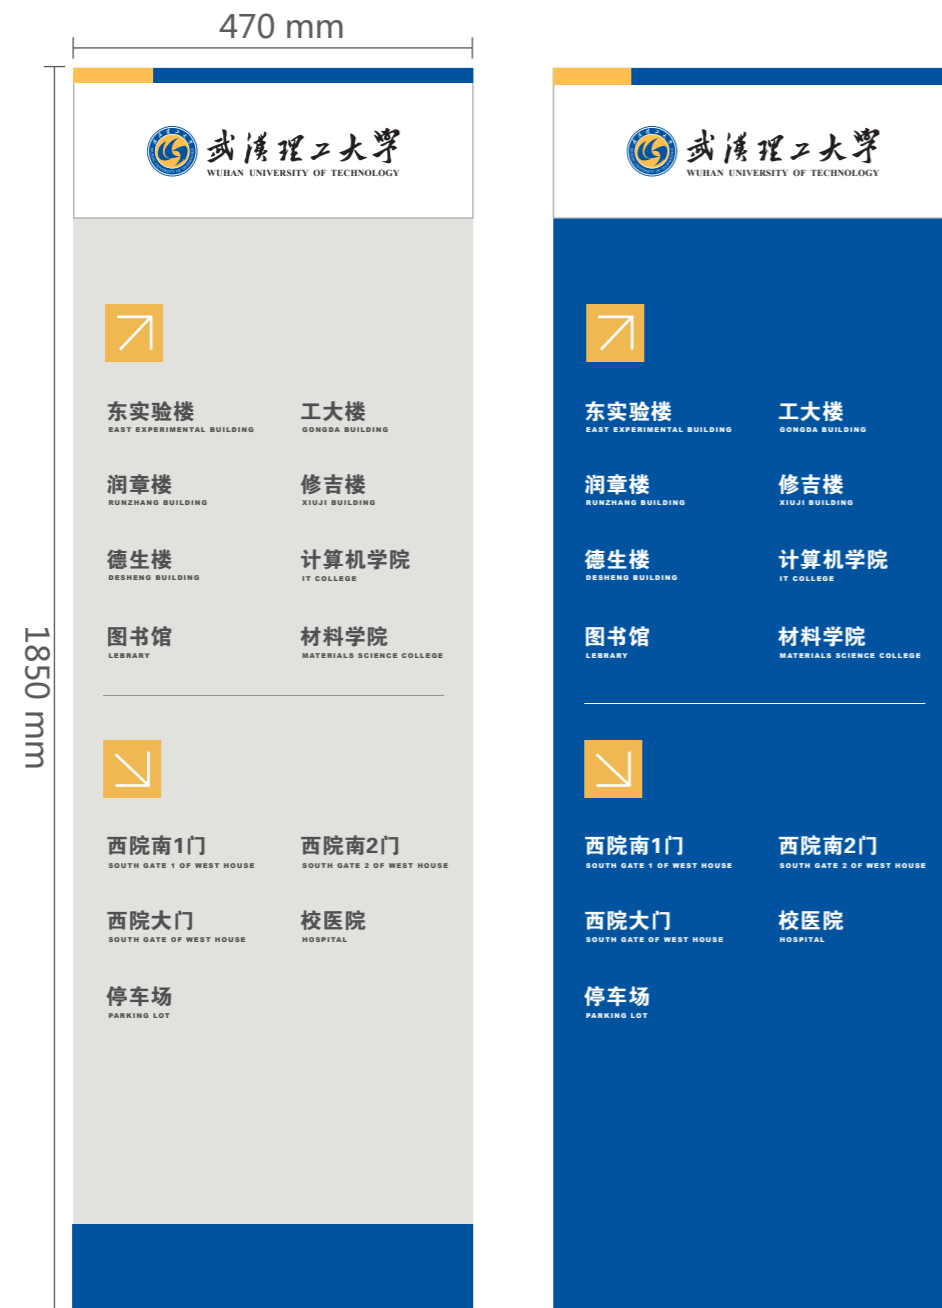 470 mm
1850 mm
武漢理工大學
WUHAN UNIVERSITY OF TECHNOLOGY
东实验楼
EAST EXPERIMENTAL BUILDING
工大楼
GONGDA BUILDING
润章楼
RUNZHANG BUILDING
修吉楼
XIUJI BUILDING
德生楼
DESHENG BUILDING
计算机学院
IT COLLEGE
图书馆
LEBRARY
材料学院
MATERIALS SCIENCE COLLEGE
西院南1门
SOUTH GATE 1 OF WEST HOUSE
西院南2门
SOUTH GATE 2 OF WEST HOUSE
西院大门
SOUTH GATE OF WEST HOUSE
校医院
HOSPITAL
停车场
PARKING LOT
武漢理工大學
WUHAN UNIVERSITY OF TECHNOLOGY
东实验楼
EAST EXPERIMENTAL BUILDING
工大楼
GONGDA BUILDING
润章楼
RUNZHANG BUILDING
修吉楼
XIUJI BUILDING
德生楼
DESHENG BUILDING
计算机学院
IT COLLEGE
图书馆
LEBRARY
材料学院
MATERIALS SCIENCE COLLEGE
西院南1门
SOUTH GATE 1 OF WEST HOUSE
西院南2门
SOUTH GATE 2 OF WEST HOUSE
西院大门
SOUTH GATE OF WEST HOUSE
校医院
HOSPITAL
停车场
PARKING LOT